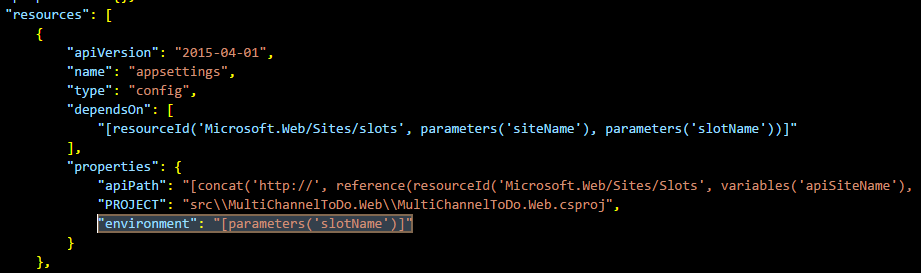 "resources": [
{
"apiVersion": "2015-04-01",
"name": "appsettings",
"type": "config",
"dependsOn": [
"[resourceId('Microsoft.Web/Sites/slots', parameters('siteName'), parameters('slotName'))]"
],
"properties": {
"apiPath": "[concat('http://', reference(resourceId('Microsoft.Web/Sites/Slots', variables('apiSiteName'),
"PROJECT": "src\\MultiChannelToDo.Web\\MultiChannelToDo.Web.csproj",
"environment": "[parameters('slotName')]"
}
},